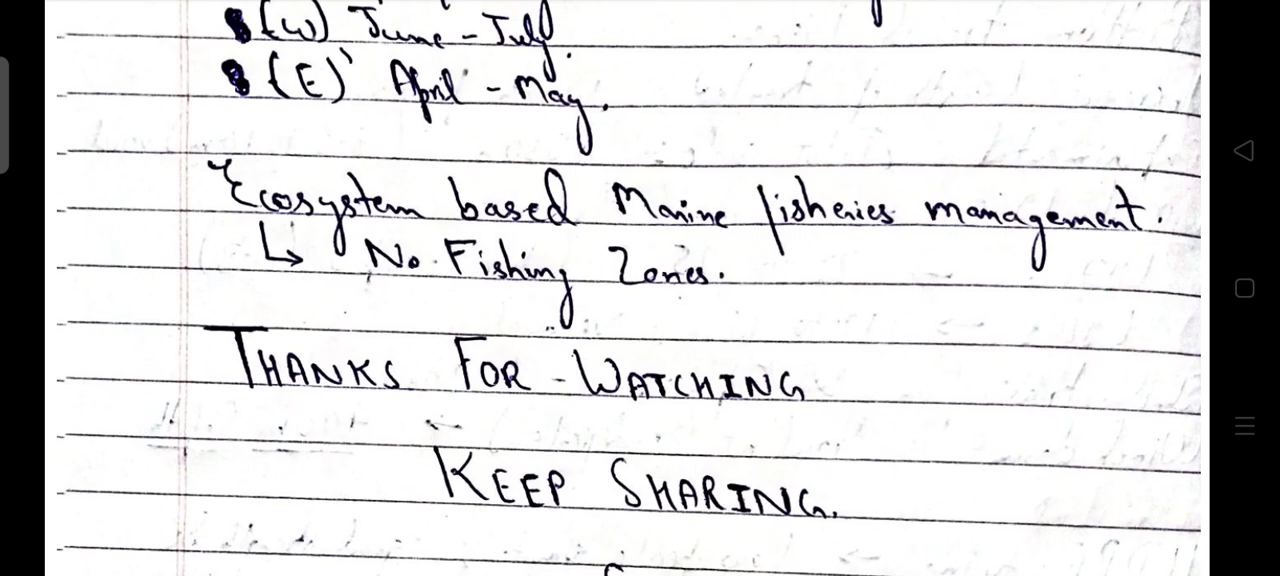 (W) June - July.
(E) April - May.
Ecosystem based Marine fisheries management.
↳ No Fishing Zones.
THANKS FOR - WATCHING
KEEP SHARING.